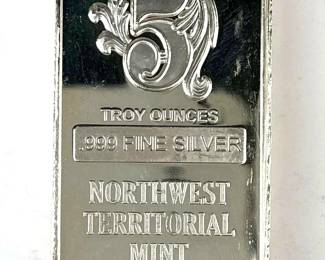 5
TROY OUNCES
.999 FINE SILVER
NORTHWEST
TERRITORIAL
MINT